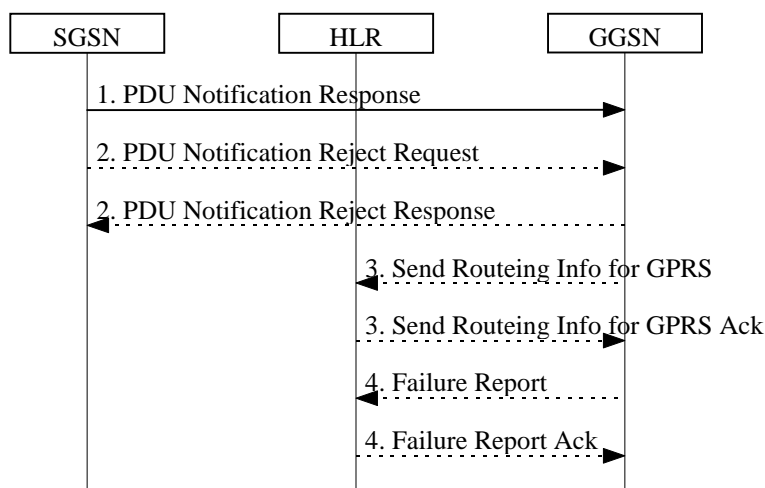 SGSN HLR GGSN
1. PDU Notification Response
2. PDU Notification Reject Request
2. PDU Notification Reject Response
3. Send Routeing Info for GPRS
3. Send Routeing Info for GPRS Ack
4. Failure Report
4. Failure Report Ack